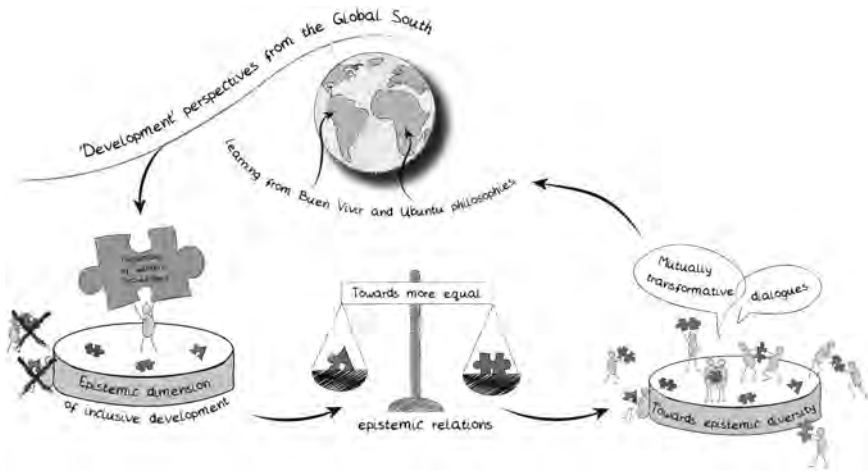 'Development' perspectives from the Global South
learning from Buen Vivir and Ubuntu philosophies
Epistemic dimension
of inclusive development
Towards more equal
epistemic relations
Mutually
transformative
dialogues
Towards epistemic diversity